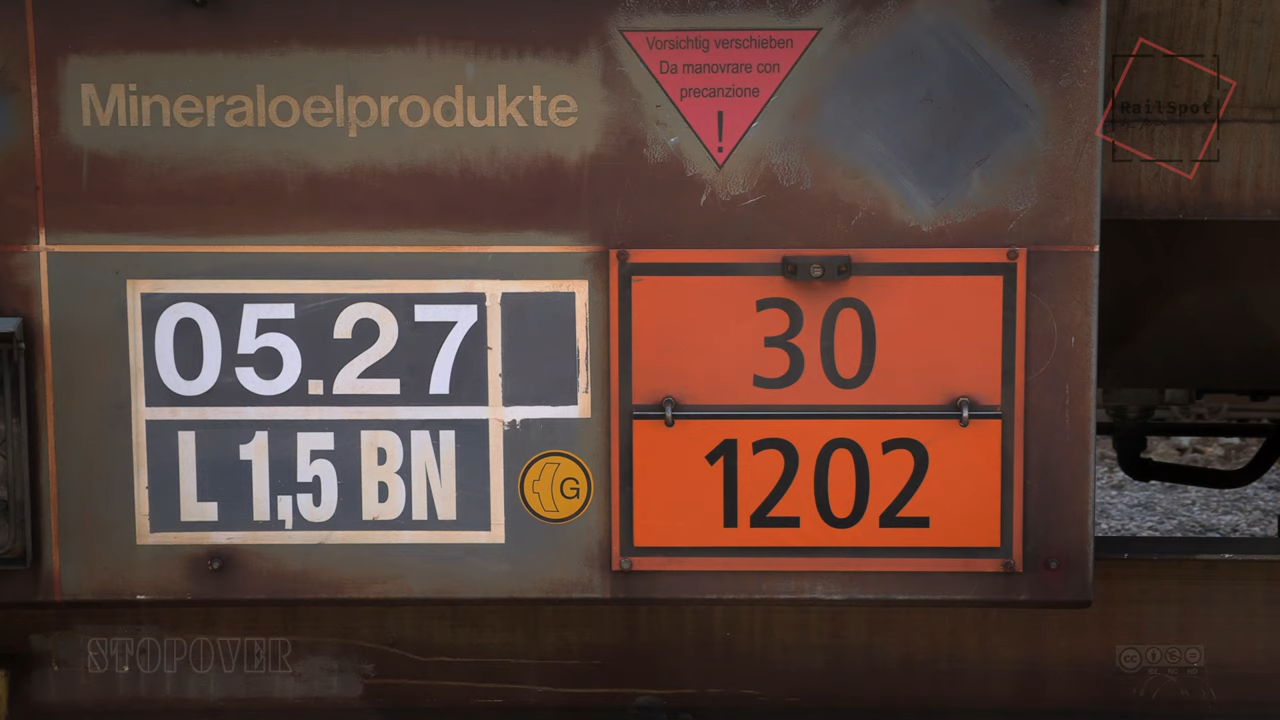 Mineraloelprodukte
Vorsichtig verschieben
Da manovrare con
precanzione
!
RailSpot
05.27
L 1,5 BN
G
30
1202
STOPOVER